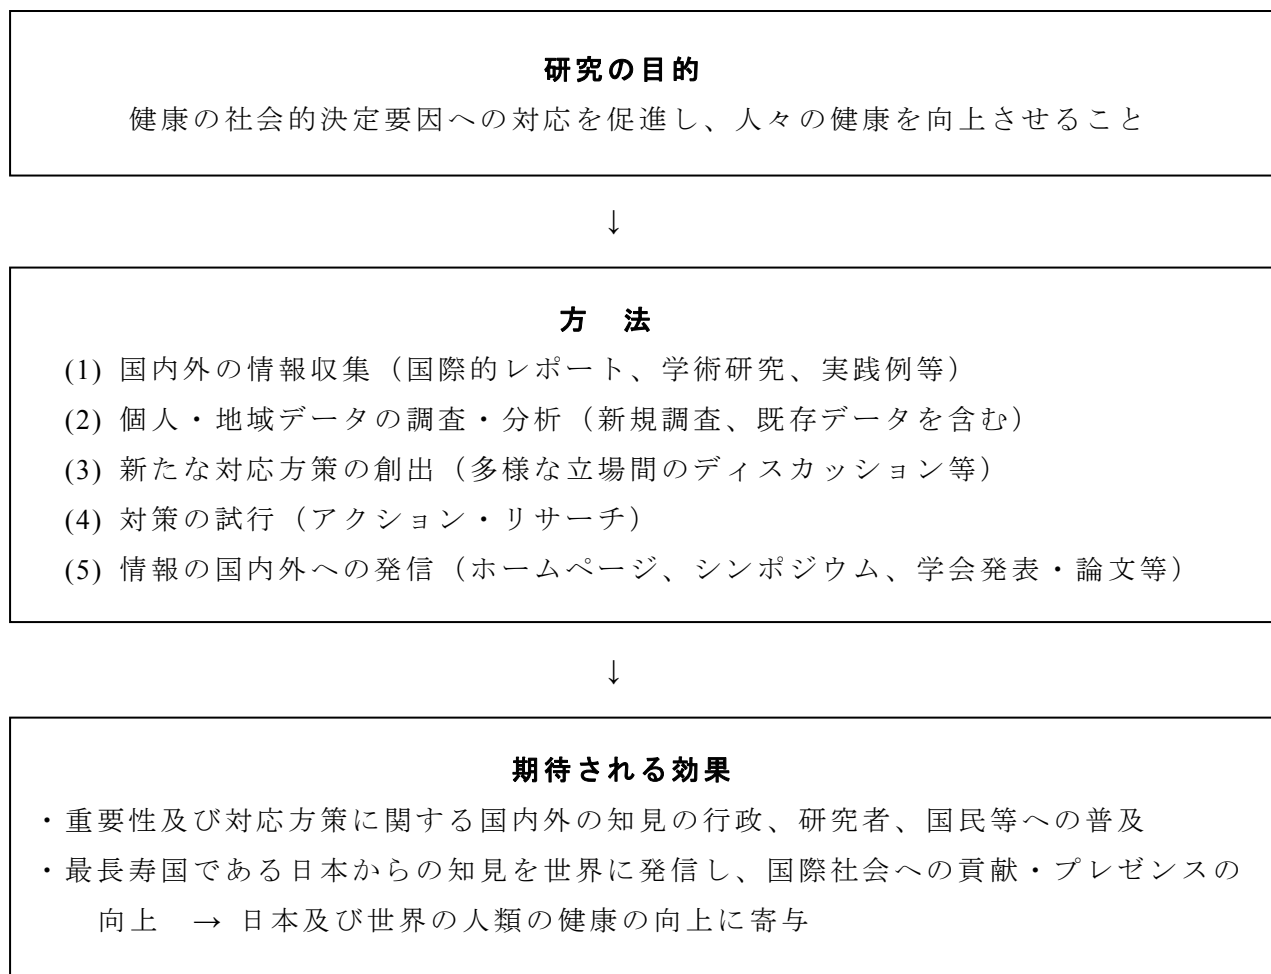 研究の目的
健康の社会的決定要因への対応を促進し、人々の健康を向上させること
↓
方　法
(1) 国内外の情報収集（国際的レポート、学術研究、実践例等）
(2) 個人・地域データの調査・分析（新規調査、既存データを含む）
(3) 新たな対応方策の創出（多様な立場間のディスカッション等）
(4) 対策の試行（アクション・リサーチ）
(5) 情報の国内外への発信（ホームページ、シンポジウム、学会発表・論文等）
↓
期待される効果
・重要性及び対応方策に関する国内外の知見の行政、研究者、国民等への普及
・最長寿国である日本からの知見を世界に発信し、国際社会への貢献・プレゼンスの
向上　→ 日本及び世界の人類の健康の向上に寄与